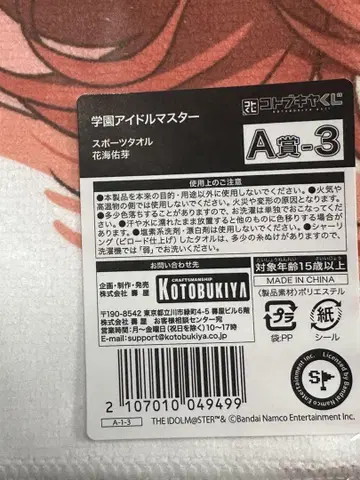 コトブキヤくじ
KOTOBUKIYA KUJI
学園アイドルマスター
スポーツタオル
花海佑芽
A賞-3
使用上のご注意
●本製品を本来の目的・用途以外には使用しないでください。●火気や
高温物の側では使用しないでください。火災や変形の原因になります。
●多少色落ちすることがありますので、お洗濯は単独でおこなってくださ
い。●汗や水に濡れたまま放置すると他のものに色移りする場合があり
ます。●塩素系洗剤・漂白剤は使用しないでください。●シャーリ
ング(ビロード仕上げ)したタオルは、多少の糸ぬけがありますので、
洗濯機では「弱」でお洗いください。
お問い合わせ先
企画・制作・発売
株式会社 壽 屋
CRAFTSMANSHIP
KOTOBUKIYA
〒190-8542 東京都立川市緑町4-5 壽屋ビル6階
株式会社 壽 屋 お客様相談センター宛
営業時間:月〜金曜日(祝日を除く)10〜17時
E-mail:support@kotobukiya.co.jp
対象年齢15歳以上
MADE IN CHINA
〈製品素材〉ポリエステル
プラ
袋:PP
紙
シール
2 107010 049499
A-1-3
THE IDOLM@STER™& ©Bandai Namco Entertainment Inc.